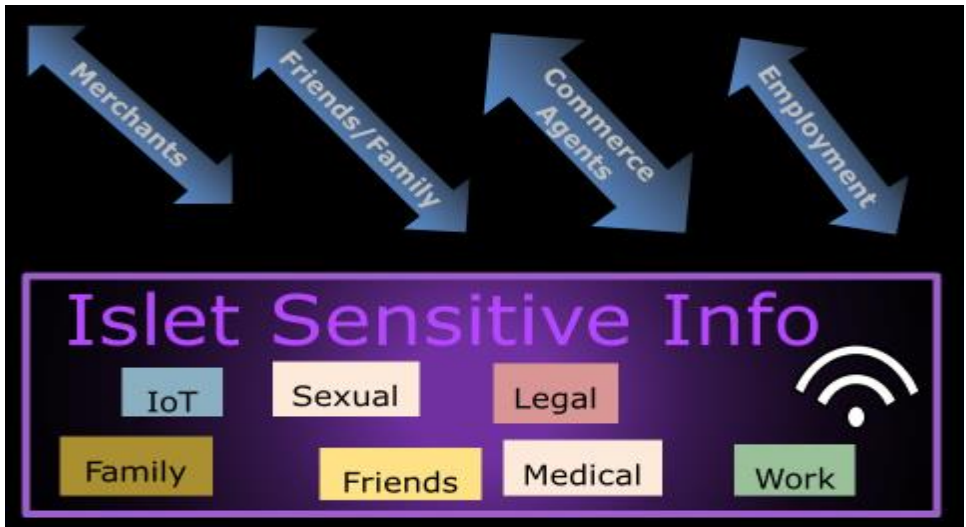 Merchants
Friends/Family
Commerce
Agents
Employment
Islet Sensitive Info
IoT
Sexual
Legal
Family
Friends
Medical
Work